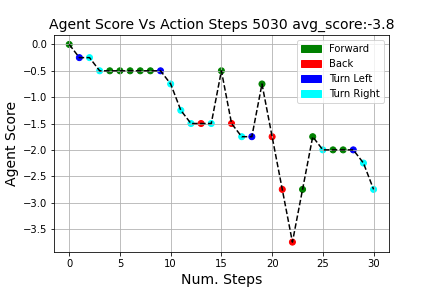 Agent Score Vs Action Steps 5030 avg_score:-3.8
Agent Score
0.0
−0.5
−1.0
−1.5
−2.0
−2.5
−3.0
−3.5
Forward
Back
Turn Left
Turn Right
0 5 10 15 20 25 30
Num. Steps